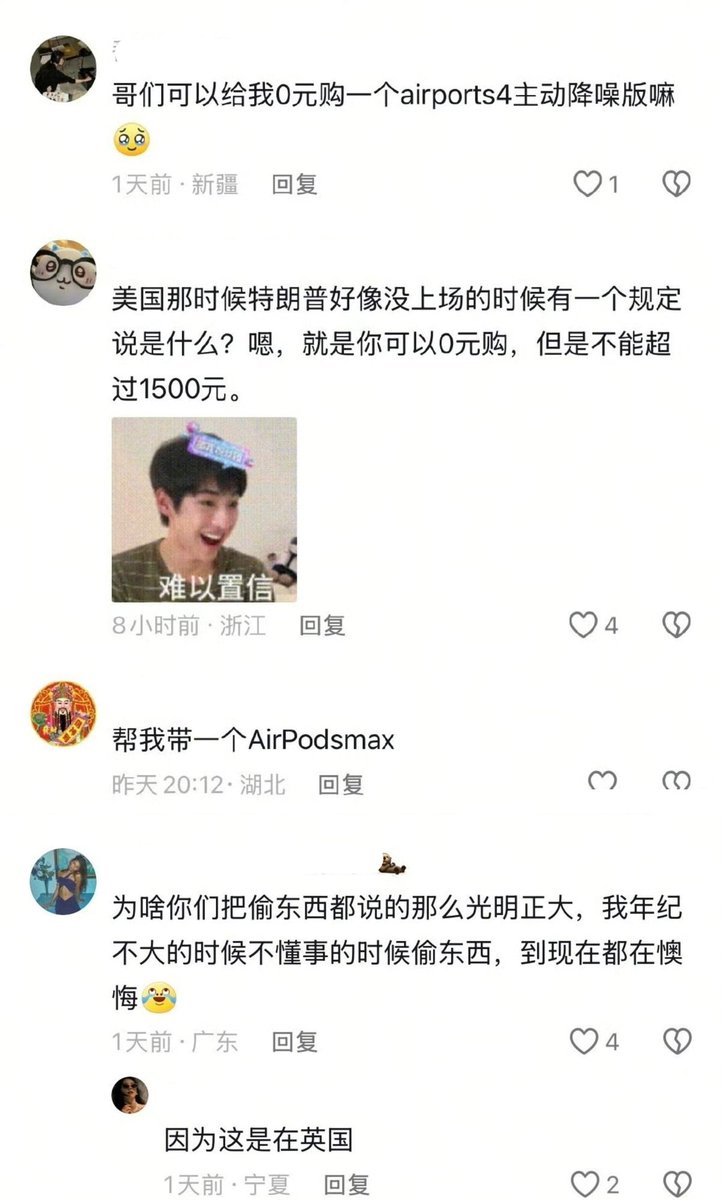 哥们可以给我0元购一个airports4主动降噪版嘛
1天前·新疆 回复 1
美国那时候特朗普好像没上场的时候有一个规定
说是什么？嗯，就是你可以0元购，但是不能超
过1500元。
难以置信
8小时前·浙江 回复 4
帮我带一个AirPodsmax
昨天20:12·湖北 回复
为啥你们把偷东西都说的那么光明正大，我年纪
不大的时候不懂事的时候偷东西，到现在都在懊
悔
1天前·广东 回复 4
因为这是在英国
1天前·宁夏 回复 2